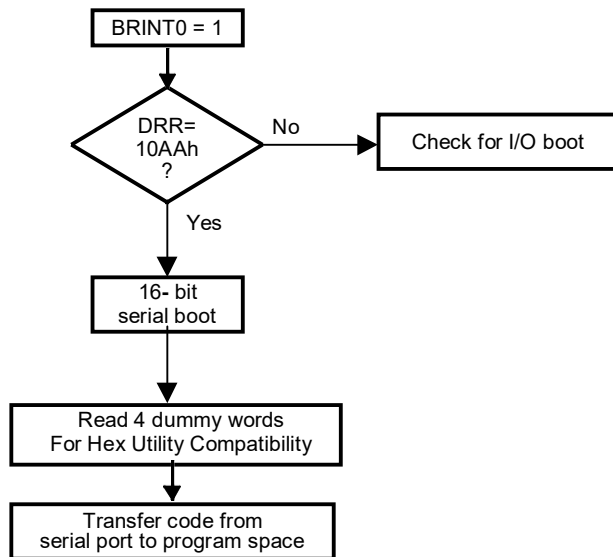 BRINT0 = 1
DRR=
10AAh
?
No
Check for I/O boot
Yes
16- bit
serial boot
Read 4 dummy words
For Hex Utility Compatibility
Transfer code from
serial port to program space